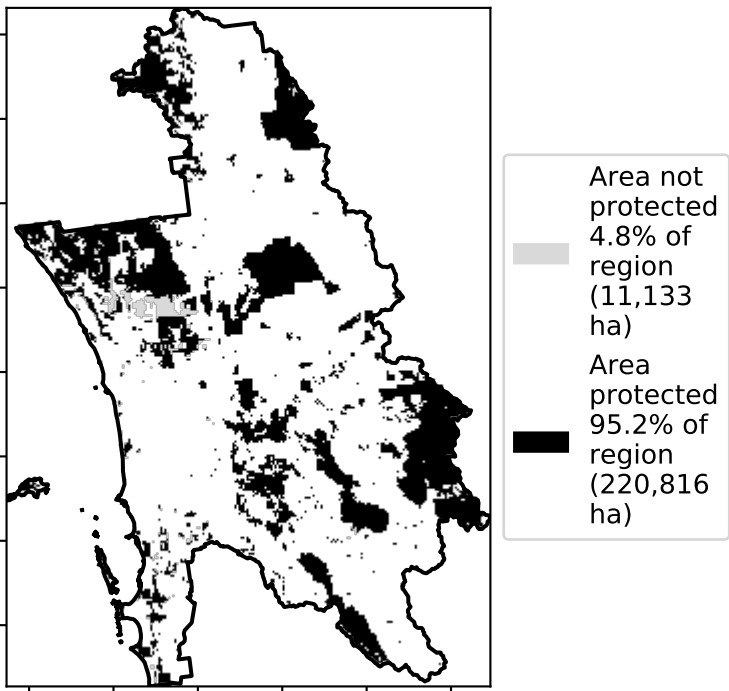 Area not
protected
4.8% of
region
(11,133
ha)
Area
protected
95.2% of
region
(220,816
ha)